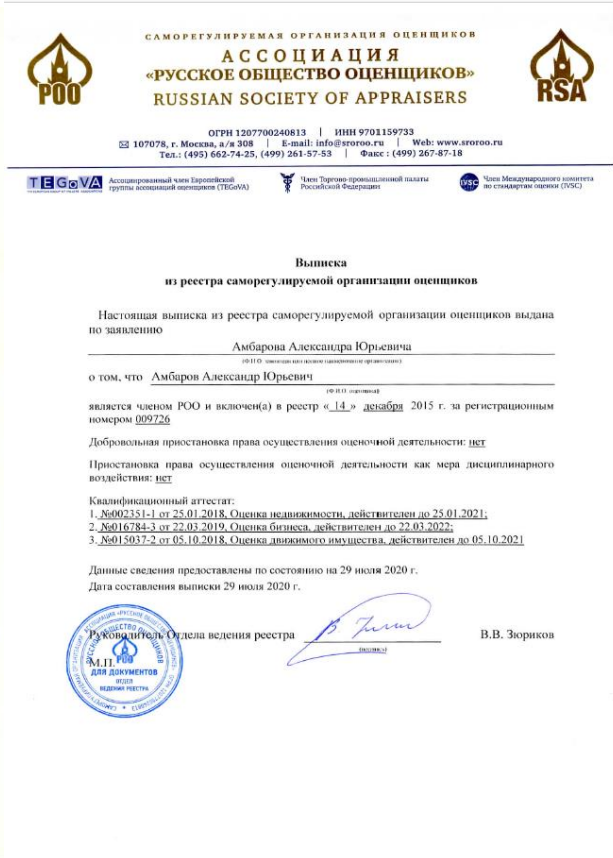 САМОРЕГУЛИРУЕМАЯ ОРГАНИЗАЦИЯ ОЦЕНЩИКОВ
АССОЦИАЦИЯ
«РУССКОЕ ОБЩЕСТВО ОЦЕНЩИКОВ»
RUSSIAN SOCIETY OF APPRAISERS
РОО
RSA
ОГРН 1207700240813 | ИНН 9701159733
107078, г. Москва, а/я 308 | E-mail: info@sroroo.ru | Web: www.sroroo.ru
Тел.: (495) 662-74-25, (499) 261-57-53 | Факс : (499) 267-87-18
TEGoVA
Ассоциированный член Европейской
группы ассоциаций оценщиков (TEGoVA)
Член Торгово-промышленной палаты
Российской Федерации
IVSC
Член Международного комитета
по стандартам оценки (IVSC)
Выписка
из реестра саморегулируемой организации оценщиков
Настоящая выписка из реестра саморегулируемой организации оценщиков выдана
по заявлению
Амбарова Александра Юрьевича
о том, что Амбаров Александр Юрьевич
(Ф.И.О. оценщика)
является членом РОО и включен(а) в реестр « 14 » декабря 2015 г. за регистрационным
номером 009726
Добровольная приостановка права осуществления оценочной деятельности: нет
Приостановка права осуществления оценочной деятельности как мера дисциплинарного
воздействия: нет
Квалификационный аттестат:
1. №002351-1 от 25.01.2018, Оценка недвижимости, действителен до 25.01.2021;
2. №016784-3 от 22.03.2019, Оценка бизнеса, действителен до 22.03.2022;
3. №015037-2 от 05.10.2018, Оценка движимого имущества, действителен до 05.10.2021
Данные сведения предоставлены по состоянию на 29 июля 2020 г.
Дата составления выписки 29 июля 2020 г.
Руководитель Отдела ведения реестра
В.В. Зюриков
(подпись)
М.П.
РУССКОЕ ОБЩЕСТВО ОЦЕНЩИКОВ
РОО
ДЛЯ ДОКУМЕНТОВ
ОТДЕЛ
ВЕДЕНИЯ РЕЕСТРА